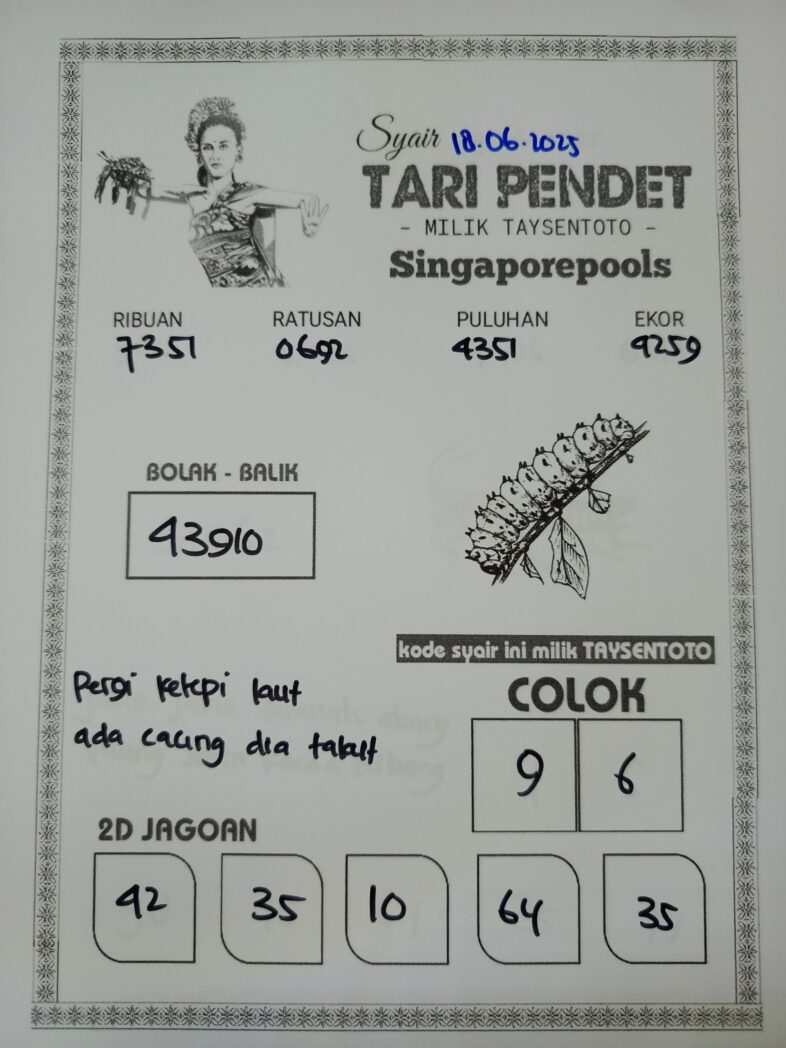 Syair 18.06.2025
TARI PENDET
- MILIK TAYSENTOTO -
Singaporepools
RIBUAN RATUSAN PULUHAN EKOR
7351 0692 4351 9259
BOLAK - BALIK
43910
kode syair ini milik TAYSENTOTO
Pergi ketepi laut
ada cacing dia takut
COLOK
9 6
2D JAGOAN
92 35 10 64 35